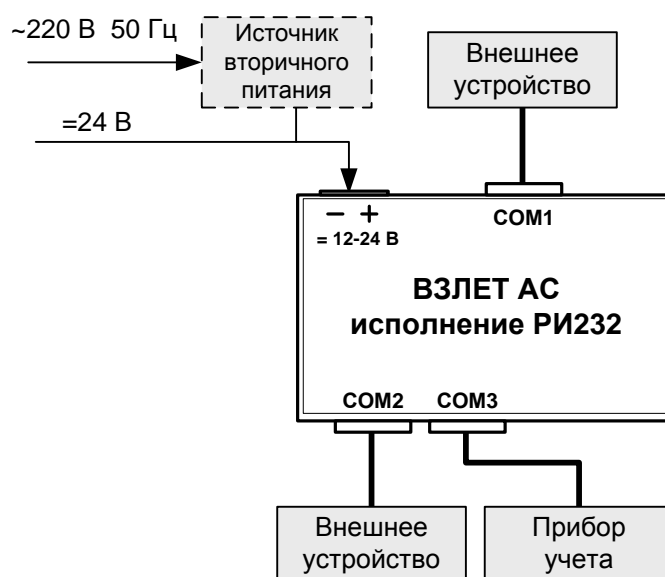 ~220 В 50 Гц
Источник
вторичного
питания
Внешнее
устройство
=24 В
− +
= 12-24 В
COM1
ВЗЛЕТ АС
исполнение РИ232
COM2 COM3
Внешнее
устройство
Прибор
учета